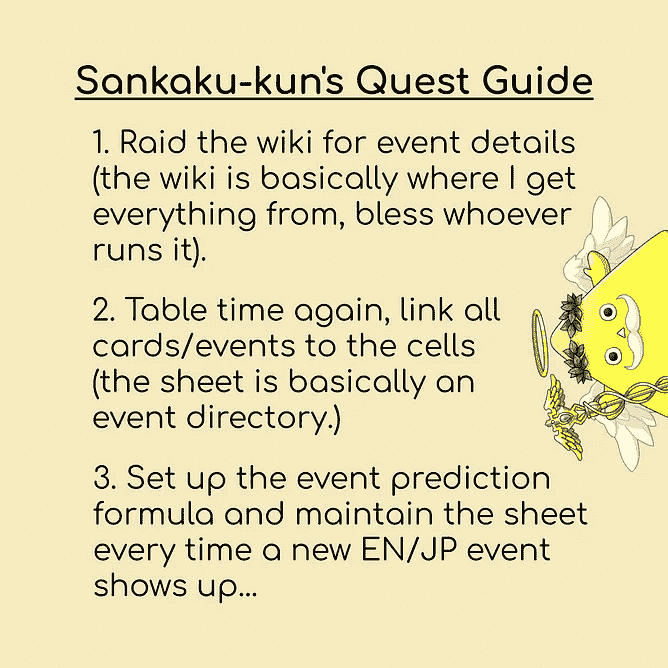 Sankaku-kun's Quest Guide
1. Raid the wiki for event details
(the wiki is basically where I get
everything from, bless whoever
runs it).
2. Table time again, link all
cards/events to the cells
(the sheet is basically an
event directory.)
3. Set up the event prediction
formula and maintain the sheet
every time a new EN/JP event
shows up...